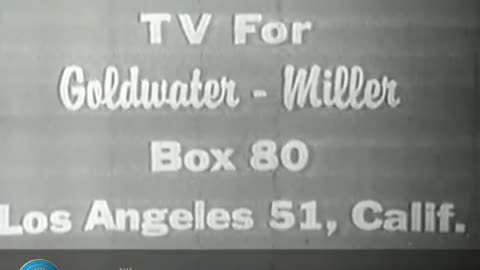 TV For
Goldwater - Miller
Box 80
Los Angeles 51, Calif.